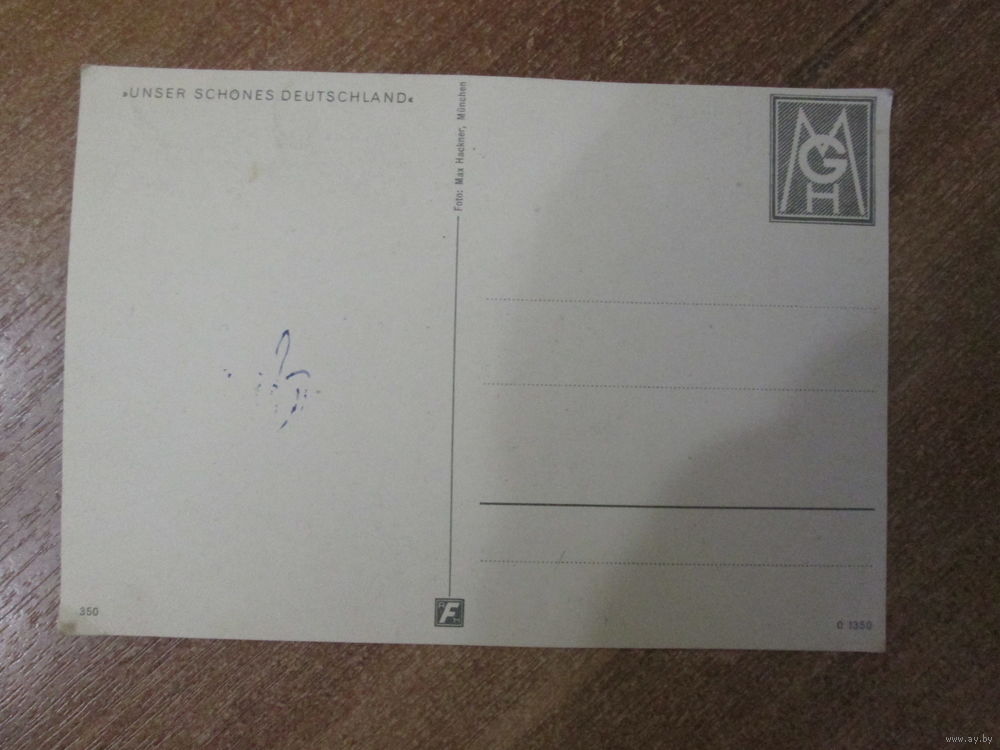 »UNSER SCHÖNES DEUTSCHLAND«
Foto: Max Hackner, München
MGH
350
F
O 1350
www.ay.by